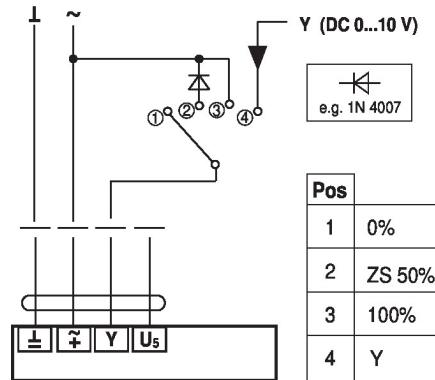 ⊥ ~
Y (DC 0...10 V)
① ② ③ ④
e.g. 1N 4007
Pos
1 0%
2 ZS 50%
3 100%
4 Y
⊥ ~+ Y U5